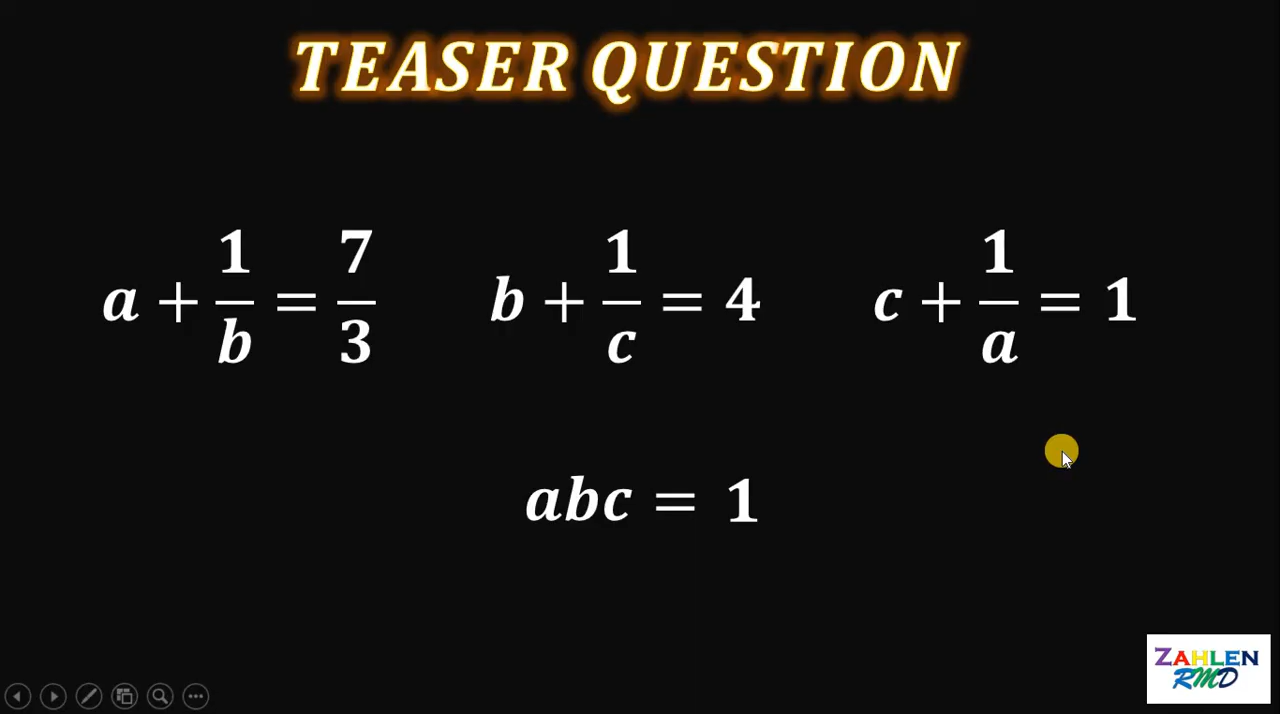 TEASER QUESTION
a + 1/b = 7/3 b + 1/c = 4 c + 1/a = 1
abc = 1
ZAHLEN
RMD